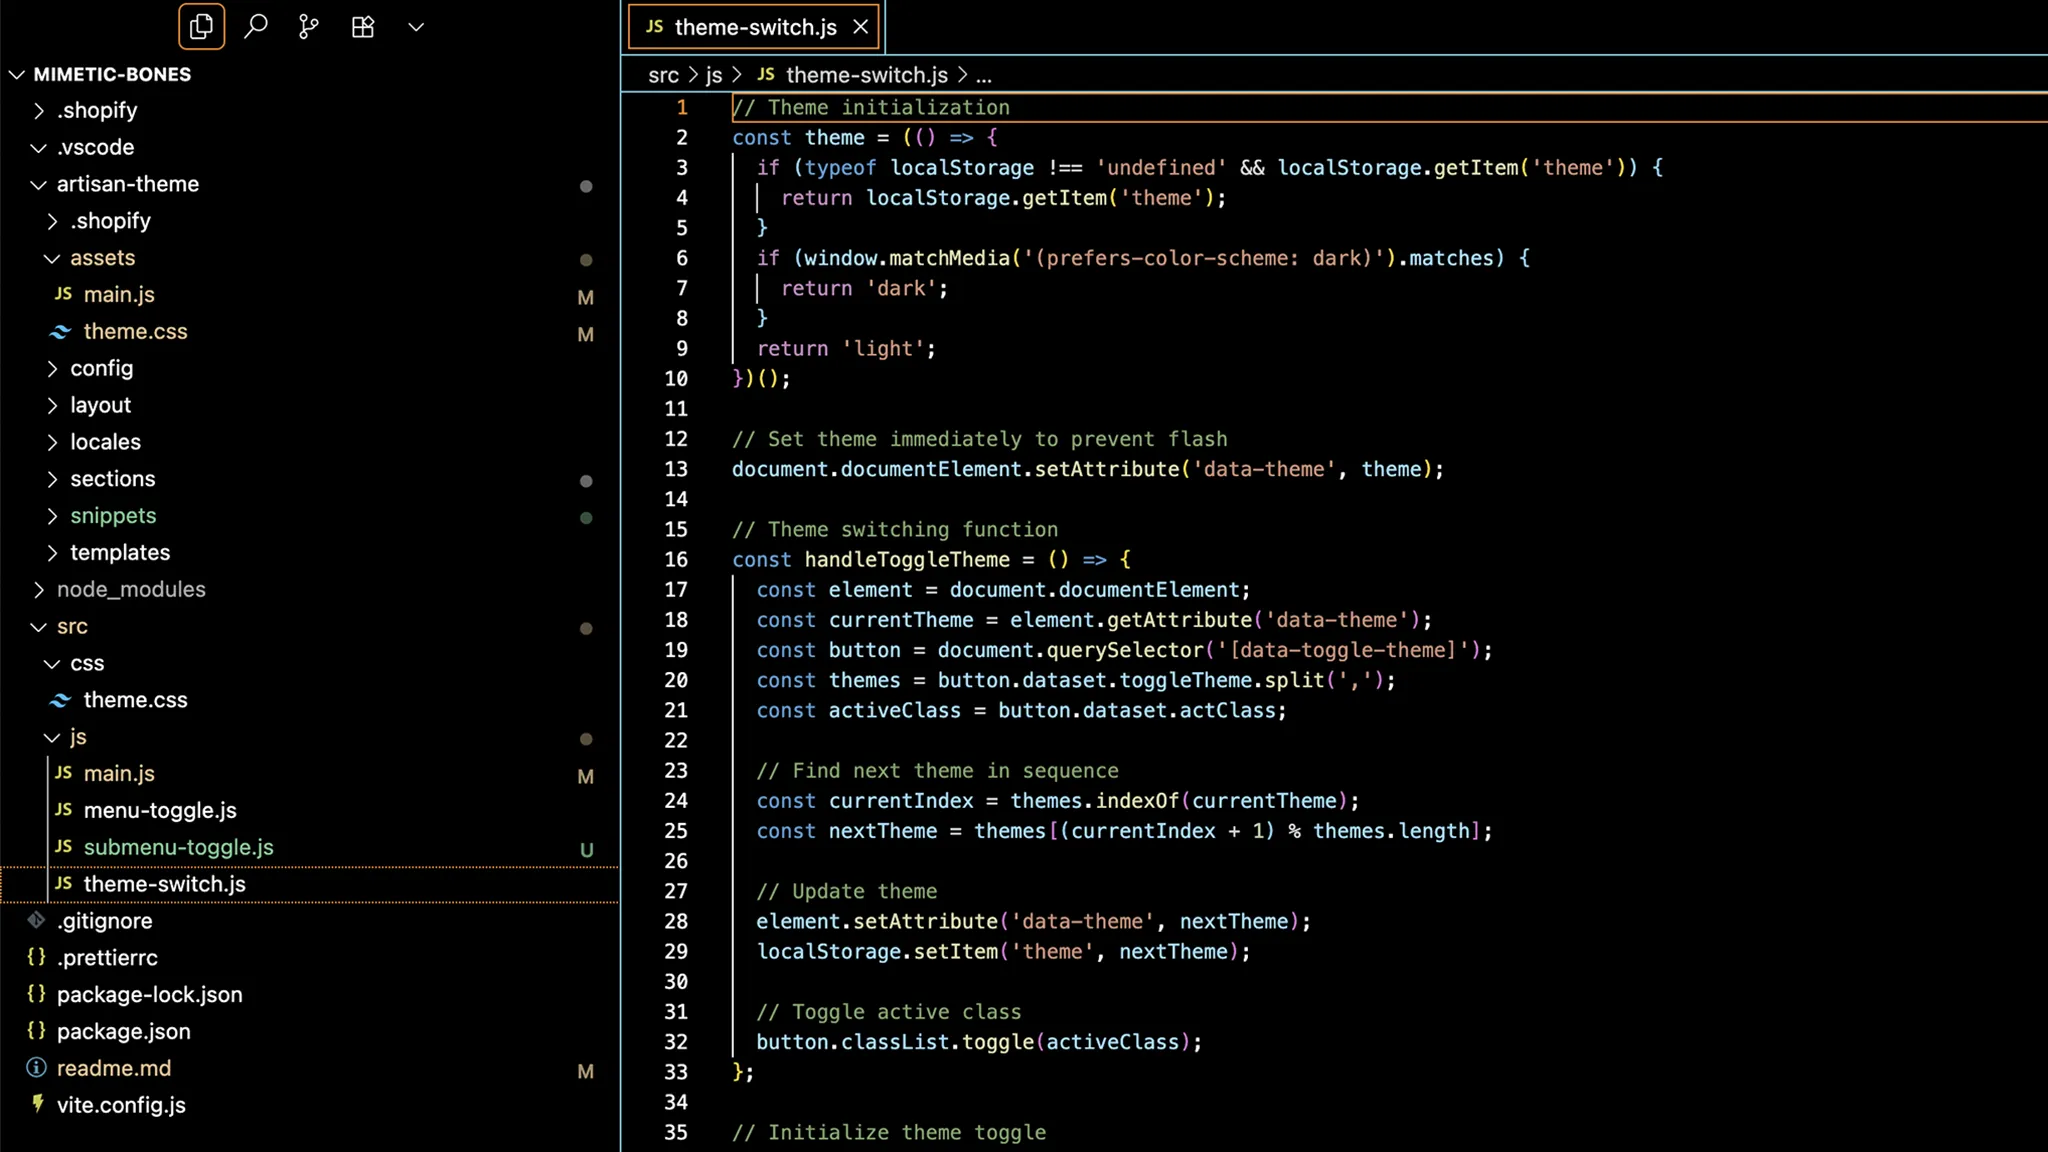 MIMETIC-BONES
.shopify
.vscode
artisan-theme
.shopify
assets
JS main.js M
theme.css M
config
layout
locales
sections
snippets
templates
node_modules
src
css
theme.css
js
JS main.js M
JS menu-toggle.js
JS submenu-toggle.js U
JS theme-switch.js
.gitignore
{} .prettierrc
{} package-lock.json
{} package.json
readme.md M
vite.config.js
JS theme-switch.js
src > js > JS theme-switch.js > ...
1 // Theme initialization
2 const theme = (() => {
3 if (typeof localStorage !== 'undefined' && localStorage.getItem('theme')) {
4 return localStorage.getItem('theme');
5 }
6 if (window.matchMedia('(prefers-color-scheme: dark)').matches) {
7 return 'dark';
8 }
9 return 'light';
10 })();
11
12 // Set theme immediately to prevent flash
13 document.documentElement.setAttribute('data-theme', theme);
14
15 // Theme switching function
16 const handleToggleTheme = () => {
17 const element = document.documentElement;
18 const currentTheme = element.getAttribute('data-theme');
19 const button = document.querySelector('[data-toggle-theme]');
20 const themes = button.dataset.toggleTheme.split(',');
21 const activeClass = button.dataset.actClass;
22
23 // Find next theme in sequence
24 const currentIndex = themes.indexOf(currentTheme);
25 const nextTheme = themes[(currentIndex + 1) % themes.length];
26
27 // Update theme
28 element.setAttribute('data-theme', nextTheme);
29 localStorage.setItem('theme', nextTheme);
30
31 // Toggle active class
32 button.classList.toggle(activeClass);
33 };
34
35 // Initialize theme toggle